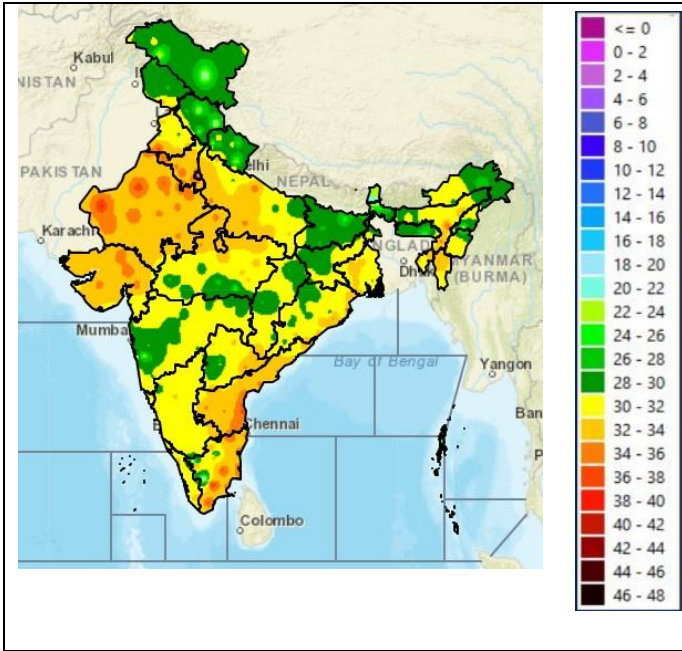 Kabul
NISTAN
PAKISTAN
lhi
NEPAL
Karachi
NGLAD
Dhak
YANMAR
(BURMA)
Mumba
Bay of Bengal
Yangon
Ban
Chennai
Colombo
<= 0
0 - 2
2 - 4
4 - 6
6 - 8
8 - 10
10 - 12
12 - 14
14 - 16
16 - 18
18 - 20
20 - 22
22 - 24
24 - 26
26 - 28
28 - 30
30 - 32
32 - 34
34 - 36
36 - 38
38 - 40
40 - 42
42 - 44
44 - 46
46 - 48